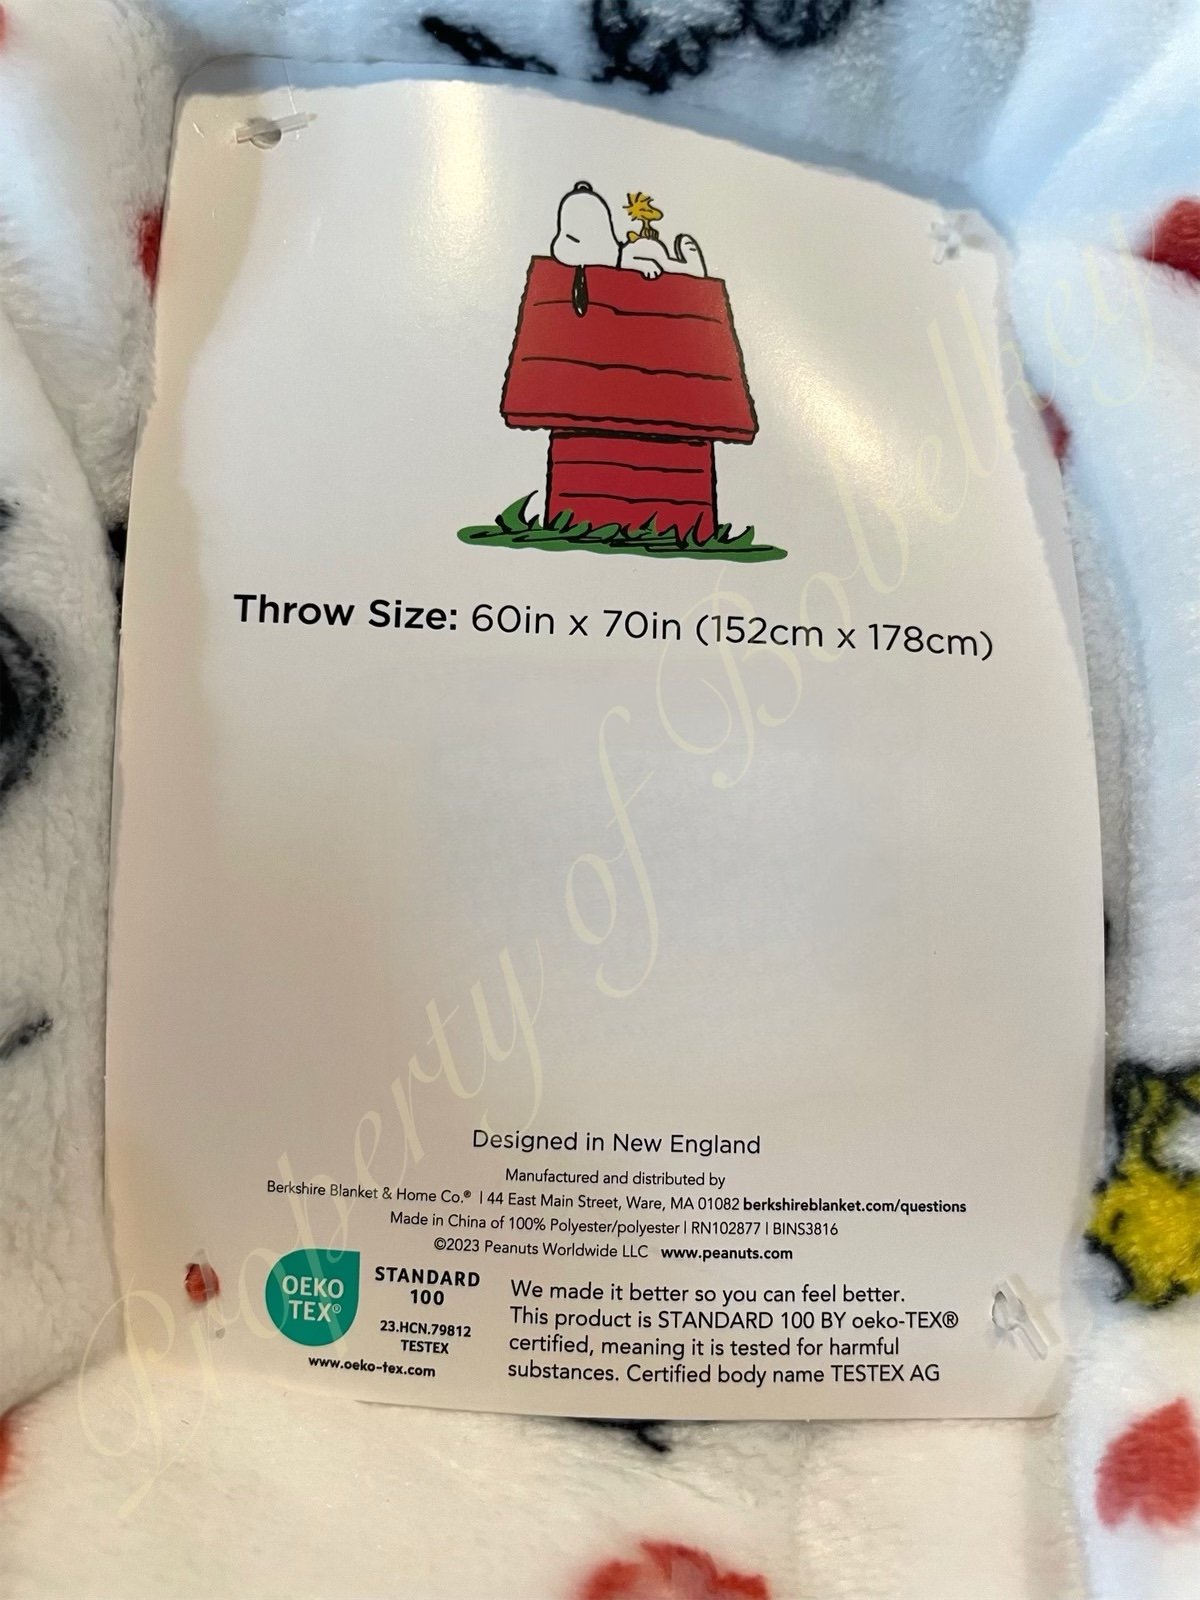 Throw Size: 60in x 70in (152cm x 178cm)
Designed in New England
Manufactured and distributed by
Berkshire Blanket & Home Co.® | 44 East Main Street, Ware, MA 01082 berkshireblanket.com/questions
Made in China of 100% Polyester/polyester | RN102877 | BINS3816
©2023 Peanuts Worldwide LLC www.peanuts.com
OEKO
TEX®
STANDARD
100
23.HCN.79812
TESTEX
www.oeko-tex.com
We made it better so you can feel better.
This product is STANDARD 100 BY oeko-TEX®
certified, meaning it is tested for harmful
substances. Certified body name TESTEX AG
Property of Bobelkey